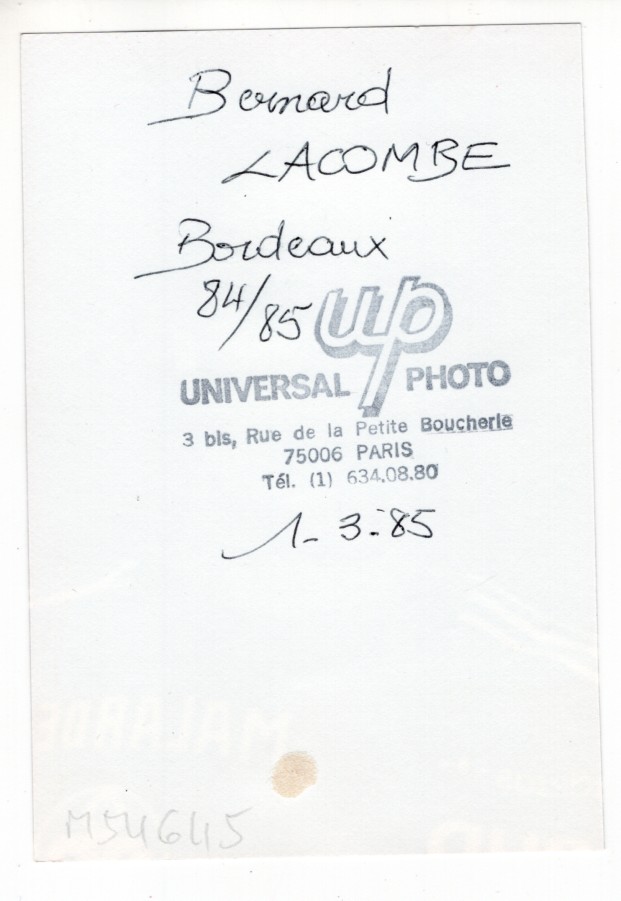 Bernard
LACOMBE
Bordeaux
84/85
up
UNIVERSAL PHOTO
3 bis, Rue de la Petite Boucherie
75006 PARIS
Tél. (1) 634.08.80
1-3-85
MALARDE
M54645